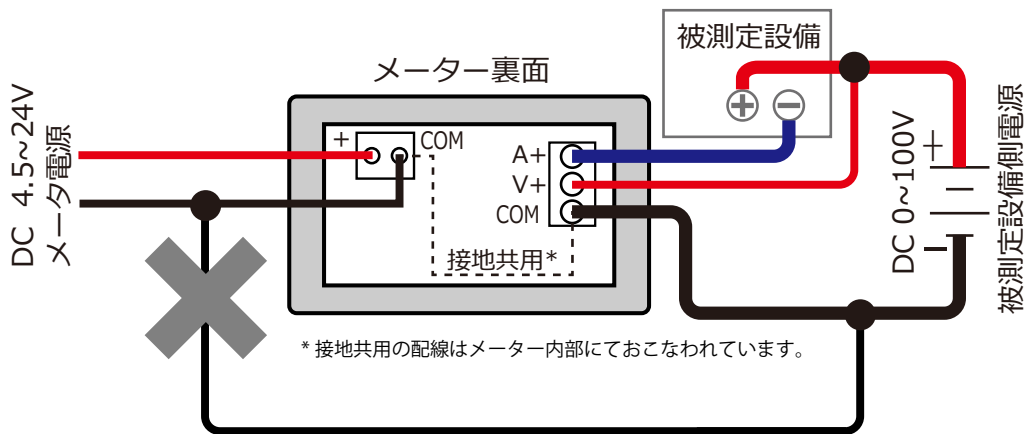 被測定設備
メーター裏面
DC 4.5~24V
メータ電源
+
COM
A+
V+
COM
接地共用*
+
−
DC 0~100V
+
−
被測定設備側電源
* 接地共用の配線はメーター内部にておこなわれています。